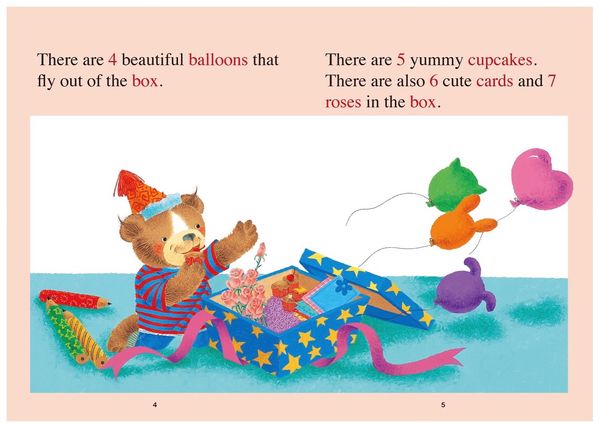 There are 4 beautiful balloons that
fly out of the box.
There are 5 yummy cupcakes.
There are also 6 cute cards and 7
roses in the box.
4
5